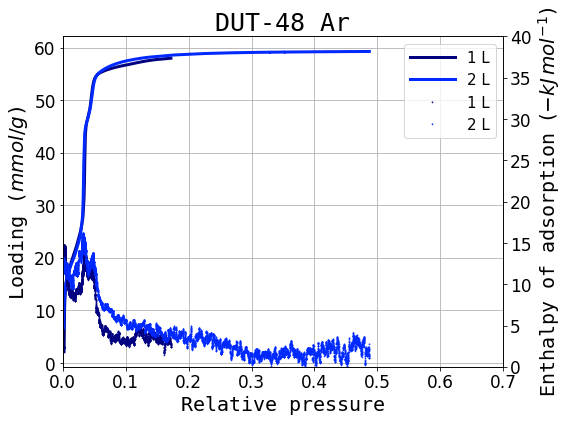 DUT-48 Ar
60
50
40
30
20
10
0
Loading (mmol/g)
0.0 0.1 0.2 0.3 0.4 0.5 0.6 0.7
Relative pressure
40
35
30
25
20
15
10
5
0
Enthalpy of adsorption (−kJmol⁻¹)
1 L
2 L
1 L
2 L